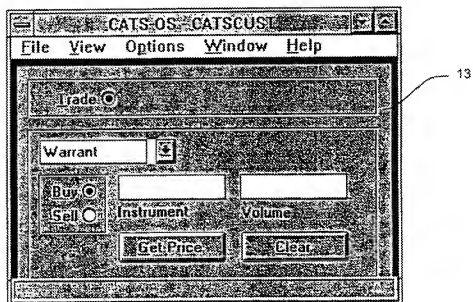 CATS-OS - CATSCUST
File View Options Window Help
13
Trade
Warrant
Buy
Sell
Instrument Volume
Get Price Clear